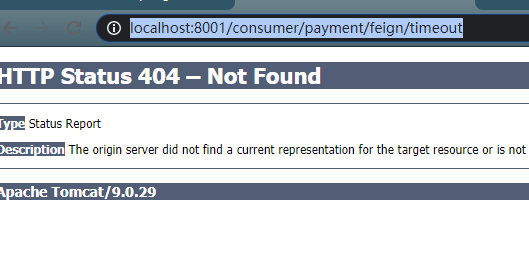 localhost:8001/consumer/payment/feign/timeout
HTTP Status 404 – Not Found
Type Status Report
Description The origin server did not find a current representation for the target resource or is not
Apache Tomcat/9.0.29